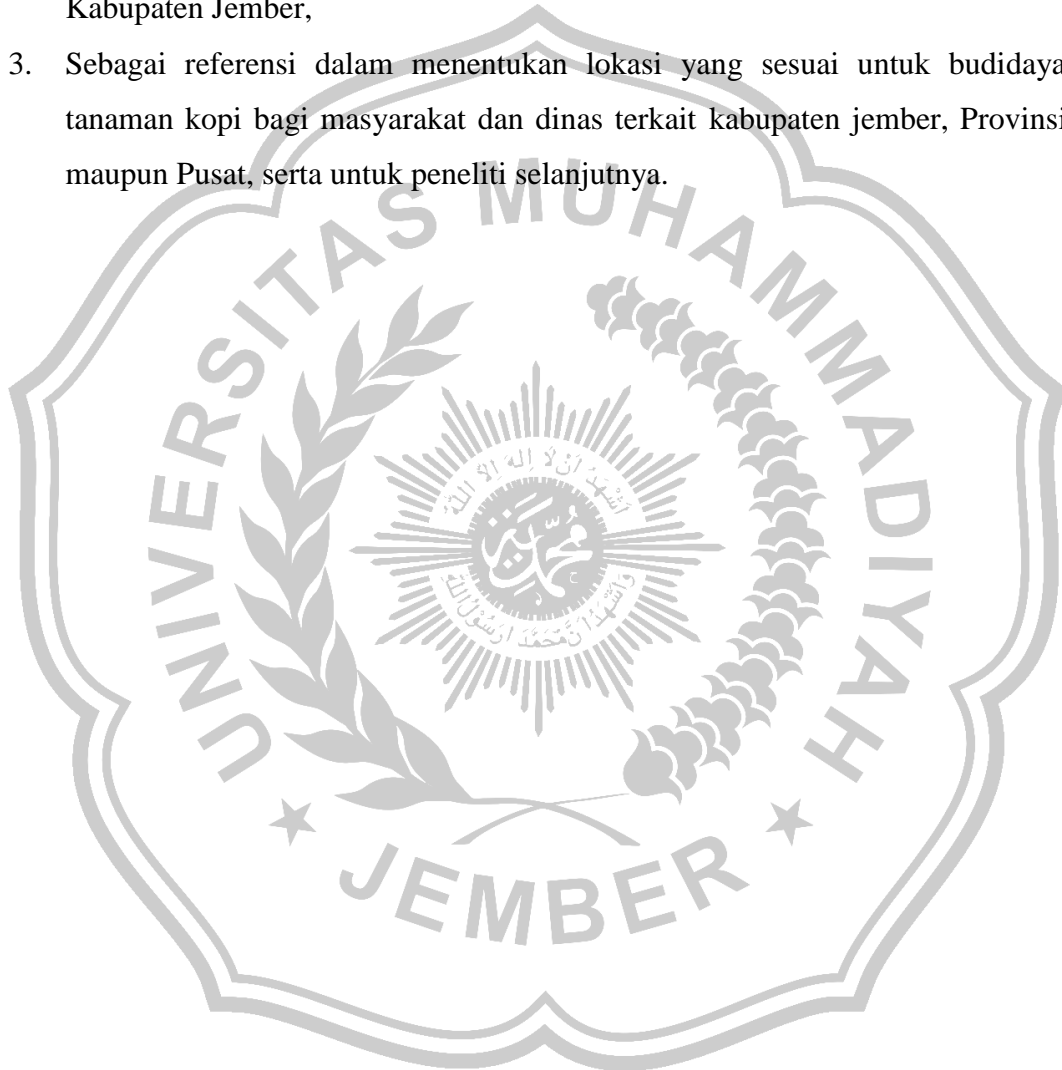 Kabupaten Jember,
3. Sebagai referensi dalam menentukan lokasi yang sesuai untuk budidaya
tanaman kopi bagi masyarakat dan dinas terkait kabupaten jember, Provinsi
maupun Pusat, serta untuk peneliti selanjutnya.
UNIVERSITAS MUHAMMADIYAH
JEMBER